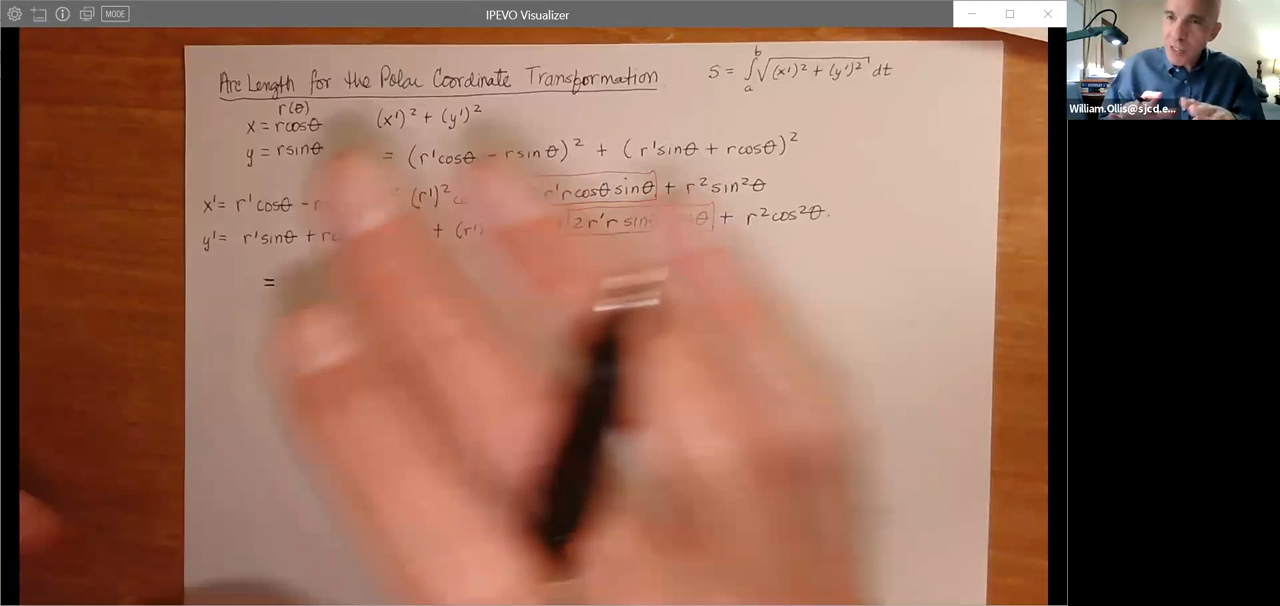 MODE
IPEVO Visualizer
Arc Length for the Polar Coordinate Transformation
S = ∫ₐᵇ √(x')² + (y')² dt
r(θ)
x = rcosθ
(x')² + (y')²
y = rsinθ
= (r'cosθ - rsinθ)² + (r'sinθ + rcosθ)²
(r')² r'rcosθsinθ + r²sin²θ
x' = r'cosθ -
+ 2r'r sin θ + r²cos²θ.
y' = r'sinθ +
=
William.Ollis@sjcd.e...